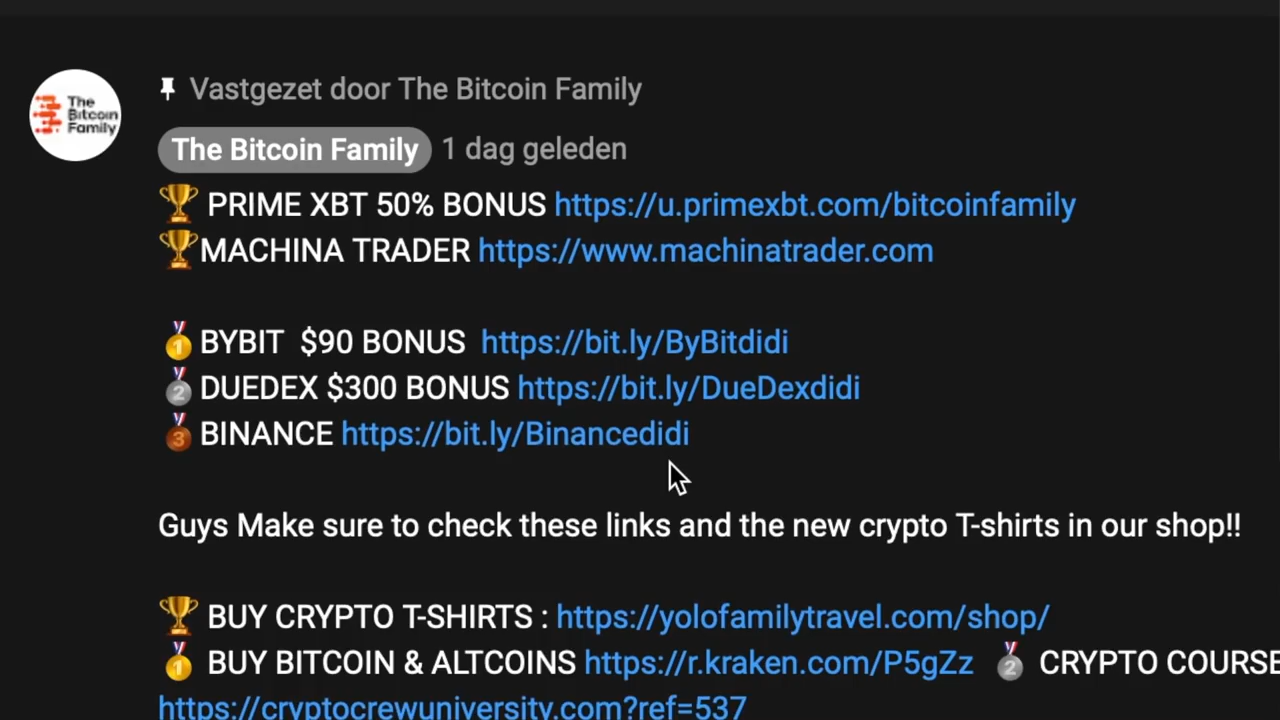 The
Bitcoin
Family
Vastgezet door The Bitcoin Family
The Bitcoin Family 1 dag geleden
🏆 PRIME XBT 50% BONUS https://u.primexbt.com/bitcoinfamily
🏆MACHINA TRADER https://www.machinatrader.com
🥇BYBIT  $90 BONUS  https://bit.ly/ByBitdidi
🥈DUEDEX $300 BONUS https://bit.ly/DueDexdidi
🥉BINANCE https://bit.ly/Binancedidi
Guys Make sure to check these links and the new crypto T-shirts in our shop!!
🏆 BUY CRYPTO T-SHIRTS : https://yolofamilytravel.com/shop/
🥇 BUY BITCOIN & ALTCOINS https://r.kraken.com/P5gZz 🥈 CRYPTO COURSE
https://cryptocrewuniversity.com?ref=537